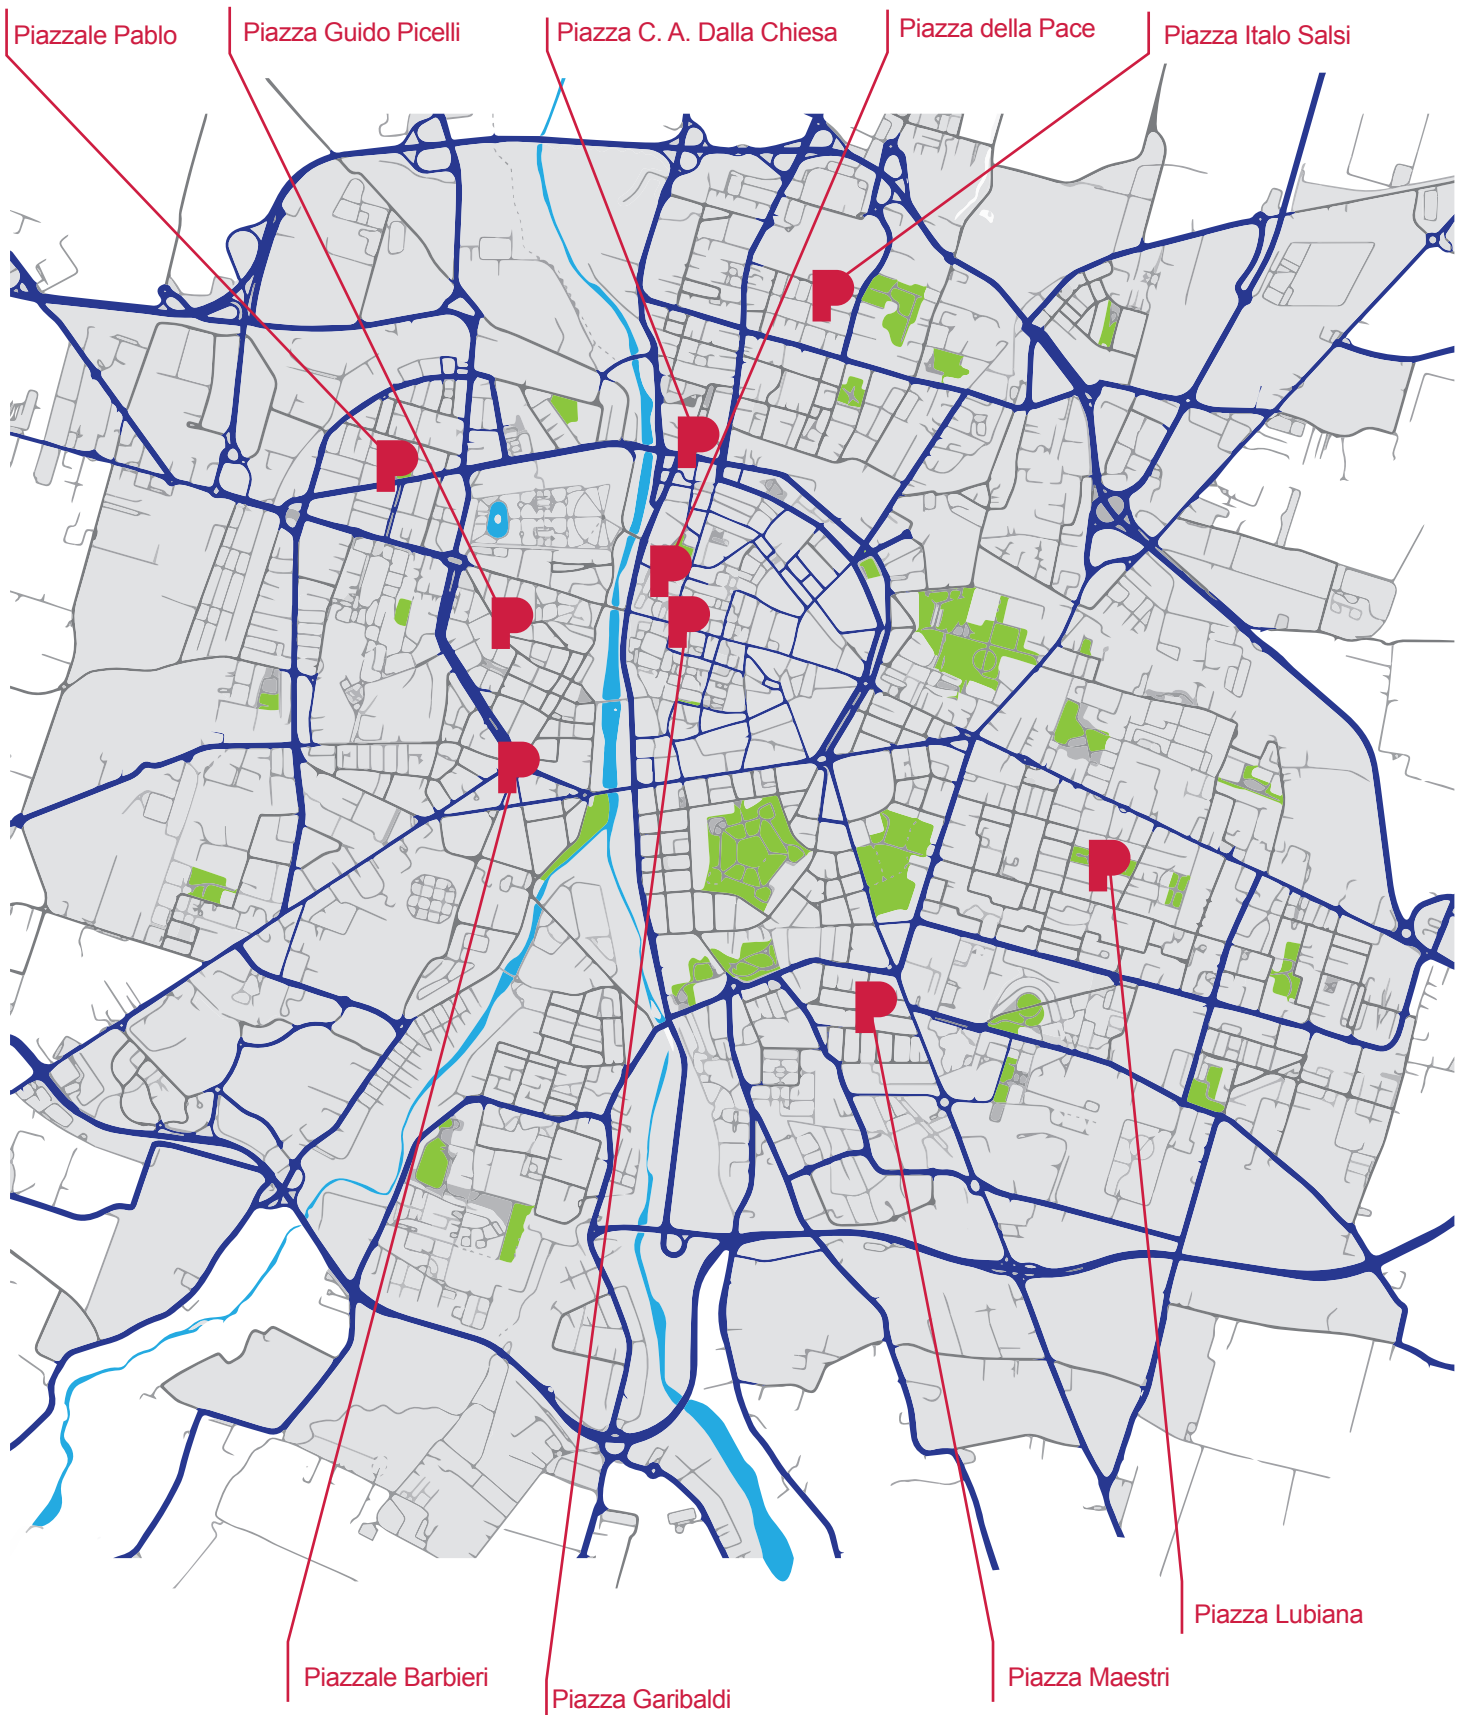 Piazzale Pablo
Piazza Guido Picelli
Piazza C. A. Dalla Chiesa
Piazza della Pace
Piazza Italo Salsi
P
P
P
P
P
P
P
P
P
Piazza Lubiana
Piazzale Barbieri
Piazza Maestri
Piazza Garibaldi